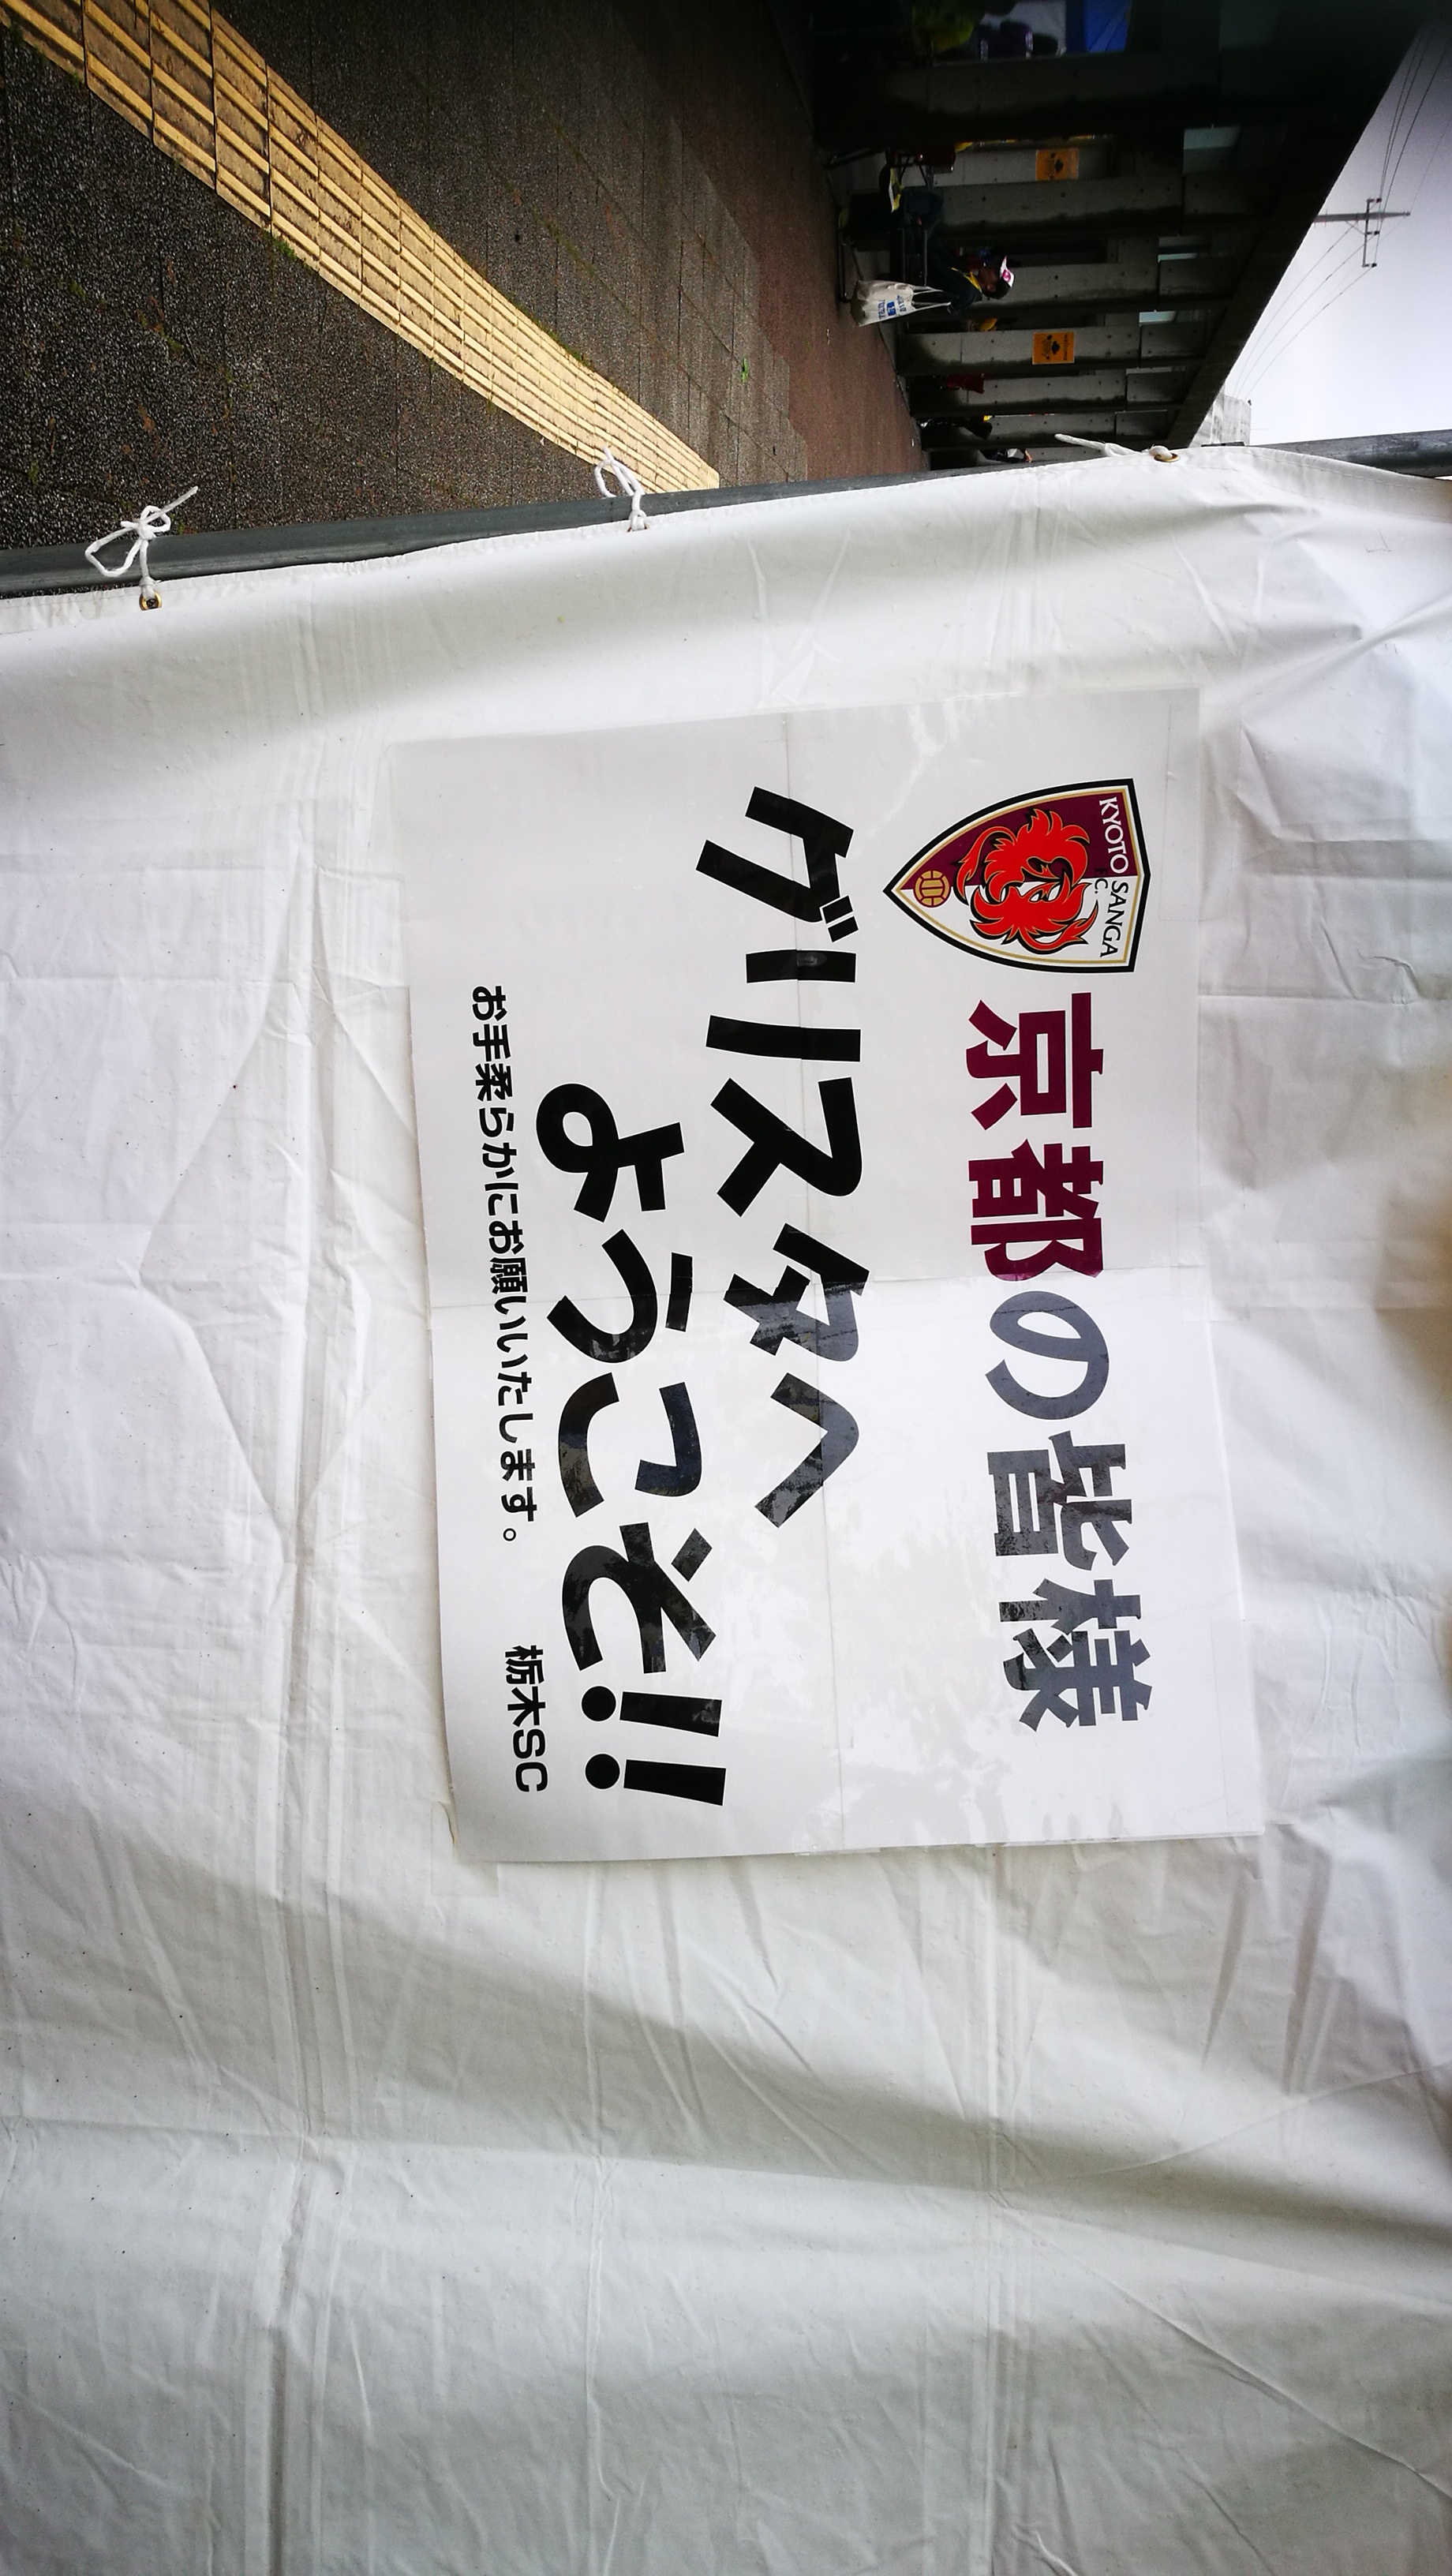 KYOTO SANGA
F.C.
京都の皆様
グリスタへ
ようこそ!!
お手柔らかにお願いいたします。 栃木SC